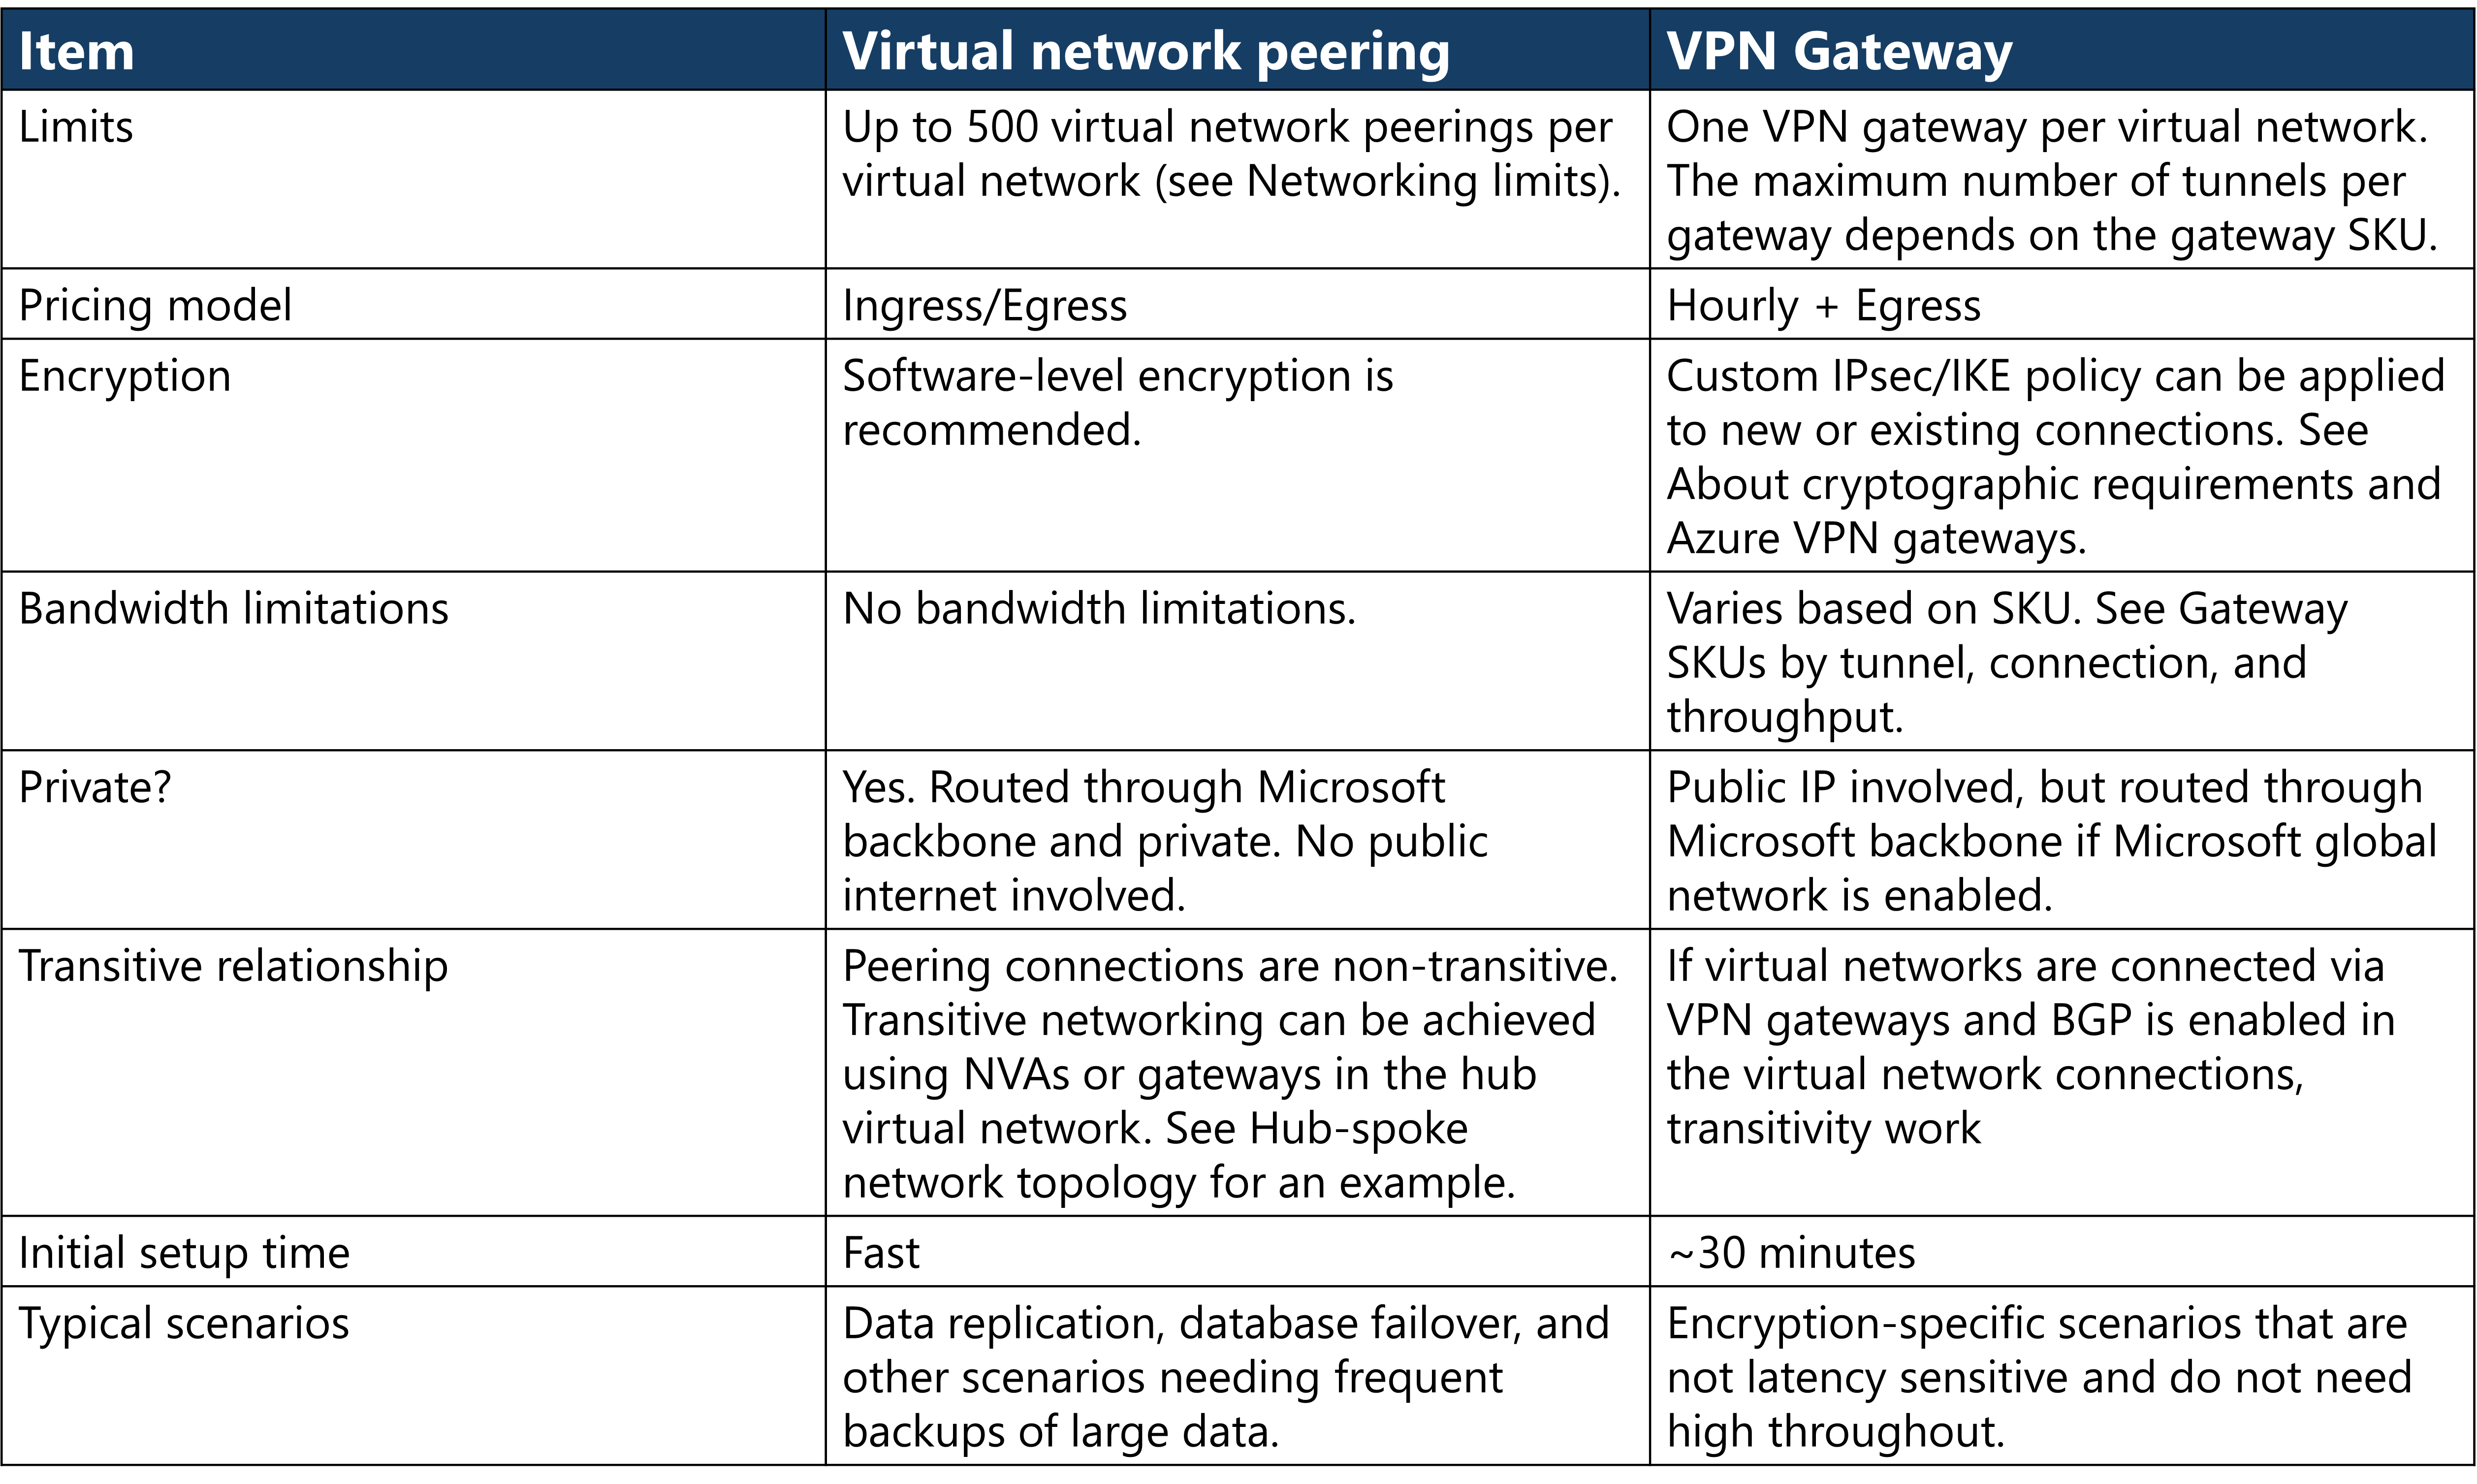 Item
Virtual network peering
VPN Gateway
Limits
Up to 500 virtual network peerings per
virtual network (see Networking limits).
One VPN gateway per virtual network.
The maximum number of tunnels per
gateway depends on the gateway SKU.
Pricing model
Ingress/Egress
Hourly + Egress
Encryption
Software-level encryption is
recommended.
Custom IPsec/IKE policy can be applied
to new or existing connections. See
About cryptographic requirements and
Azure VPN gateways.
Bandwidth limitations
No bandwidth limitations.
Varies based on SKU. See Gateway
SKUs by tunnel, connection, and
throughput.
Private?
Yes. Routed through Microsoft
backbone and private. No public
internet involved.
Public IP involved, but routed through
Microsoft backbone if Microsoft global
network is enabled.
Transitive relationship
Peering connections are non-transitive.
Transitive networking can be achieved
using NVAs or gateways in the hub
virtual network. See Hub-spoke
network topology for an example.
If virtual networks are connected via
VPN gateways and BGP is enabled in
the virtual network connections,
transitivity work
Initial setup time
Fast
~30 minutes
Typical scenarios
Data replication, database failover, and
other scenarios needing frequent
backups of large data.
Encryption-specific scenarios that are
not latency sensitive and do not need
high throughout.